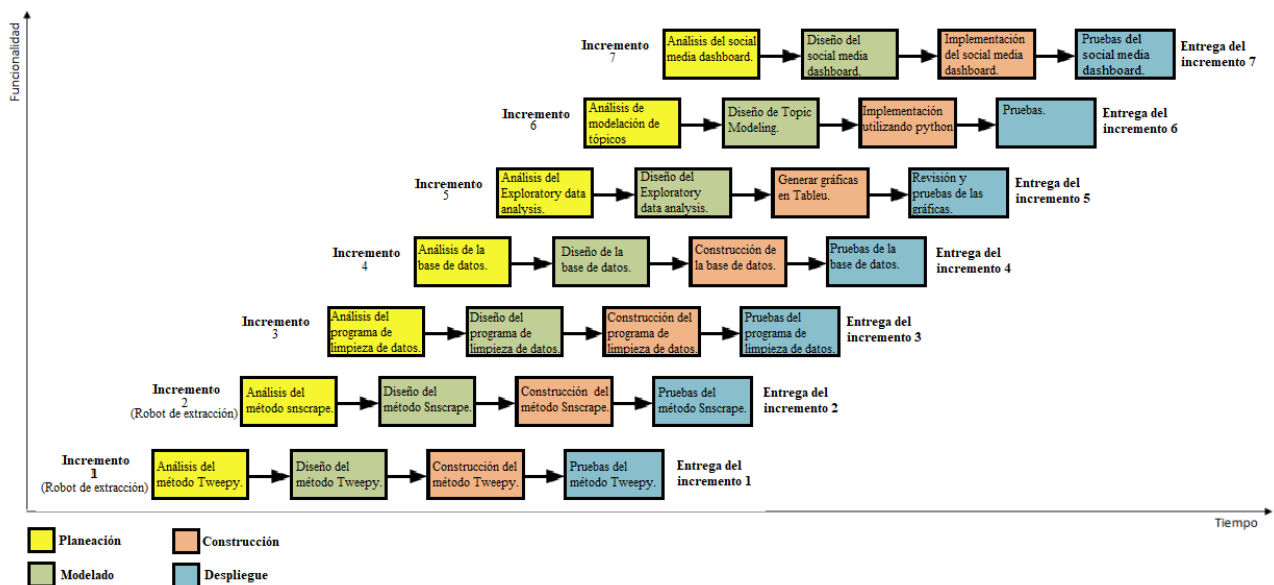 Funcionalidad
Incremento
7
Análisis del social
media dashboard.
Diseño del
social media
dashboard.
Implementación
del social media
dashboard.
Pruebas del
social media
dashboard.
Entrega del
incremento 7
Incremento
6
Análisis de
modelación de
tópicos
Diseño de Topic
Modeling.
Implementación
utilizando python
Pruebas.
Entrega del
incremento 6
Incremento
5
Análisis del
Exploratory data
analysis.
Diseño del
Exploratory
data analysis.
Generar gráficas
en Tableu.
Revisión y
pruebas de las
gráficas.
Entrega del
incremento 5
Incremento
4
Análisis de la
base de datos.
Diseño de la
base de datos.
Construcción de
la base de datos.
Pruebas de la
base de datos.
Entrega del
incremento 4
Incremento
3
Análisis del
programa de
limpieza de datos.
Diseño del
programa de
limpieza de datos.
Construcción del
programa de
limpieza de datos.
Pruebas del
programa de
limpieza de datos.
Entrega del
incremento 3
Incremento
2
(Robot de extracción)
Análisis del
método snscrape.
Diseño del
método Snscrape.
Construcción del
método Snscrape.
Pruebas del
método Snscrape.
Entrega del
incremento 2
Incremento
1
(Robot de extracción)
Análisis del
método Tweepy.
Diseño del
método Tweepy.
Construcción del
método Tweepy.
Pruebas del
método Tweepy.
Entrega del
incremento 1
Tiempo
Planeación
Construcción
Modelado
Despliegue